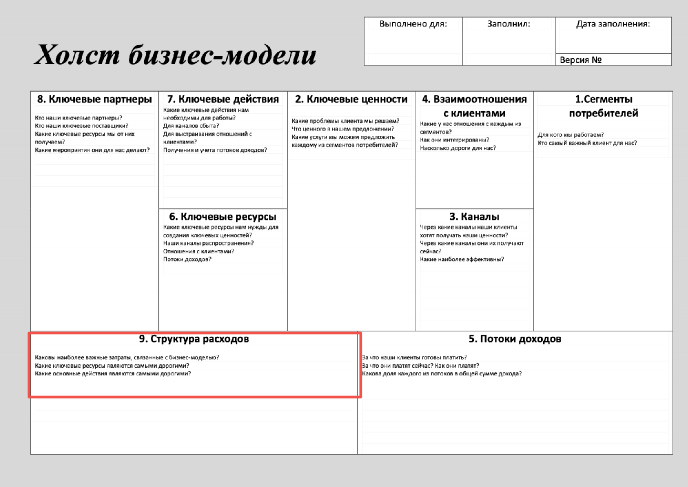 Холст бизнес-модели
Выполнено для:
Заполнил:
Дата заполнения:
Версия №
8. Ключевые партнеры
Кто наши ключевые партнеры?
Кто наши ключевые поставщики?
Какие ключевые ресурсы мы от них
получаем?
Какие мероприятия они для нас делают?
7. Ключевые действия
Какие ключевые действия нам
необходимы для работы?
Для каналов сбыта?
Для выстраивания отношений с
клиентами?
Получения и учета потоков доходов?
6. Ключевые ресурсы
Какие ключевые ресурсы нам нужны для
создания ключевых ценностей?
Наши каналы распространения?
Отношения с клиентами?
Потоки доходов?
2. Ключевые ценности
Какие проблемы клиента мы решаем?
Что ценного в нашем предложении?
Какие услуги вы можем предложить
каждому из сегментов потребителей?
4. Взаимоотношения
с клиентами
Какие у нас отношения с каждым из
сегментов?
Как они интегрированы?
Насколько дороги для нас?
3. Каналы
Через какие каналы наши клиенты
хотят получать наши ценности?
Через какие каналы они их получают
сейчас?
Какие наиболее эффективны?
1.Сегменты
потребителей
Для кого мы работаем?
Кто самый важный клиент для нас?
9. Структура расходов
Каковы наиболее важные затраты, связанные с бизнес-моделью?
Какие ключевые ресурсы являются самыми дорогими?
Какие основные действия являются самыми дорогими?
5. Потоки доходов
За что наши клиенты готовы платить?
За что они платят сейчас? Как они платят?
Какова доля каждого из потоков в общей сумме дохода?